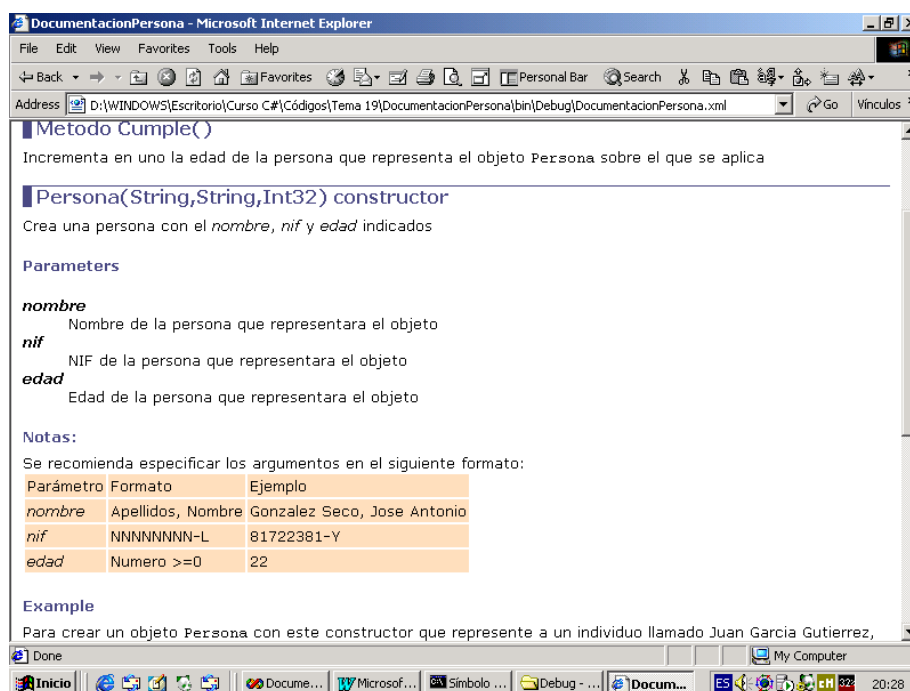 DocumentacionPersona - Microsoft Internet Explorer
File Edit View Favorites Tools Help
Back Favorites Personal Bar Search
Address D:\WINDOWS\Escritorio\Curso C#\Códigos\Tema 19\DocumentacionPersona\bin\Debug\DocumentacionPersona.xml Go Vínculos
Metodo Cumple()
Incrementa en uno la edad de la persona que representa el objeto Persona sobre el que se aplica
Persona(String,String,Int32) constructor
Crea una persona con el nombre, nif y edad indicados
Parameters
nombre
Nombre de la persona que representara el objeto
nif
NIF de la persona que representara el objeto
edad
Edad de la persona que representara el objeto
Notas:
Se recomienda especificar los argumentos en el siguiente formato:
Parámetro Formato Ejemplo
nombre Apellidos, Nombre Gonzalez Seco, Jose Antonio
nif NNNNNNNN-L 81722381-Y
edad Numero >=0 22
Example
Para crear un objeto Persona con este constructor que represente a un individuo llamado Juan Garcia Gutierrez,
Done My Computer
Inicio Docume... Microsof... Símbolo ... Debug - ... Docum... ES 20:28